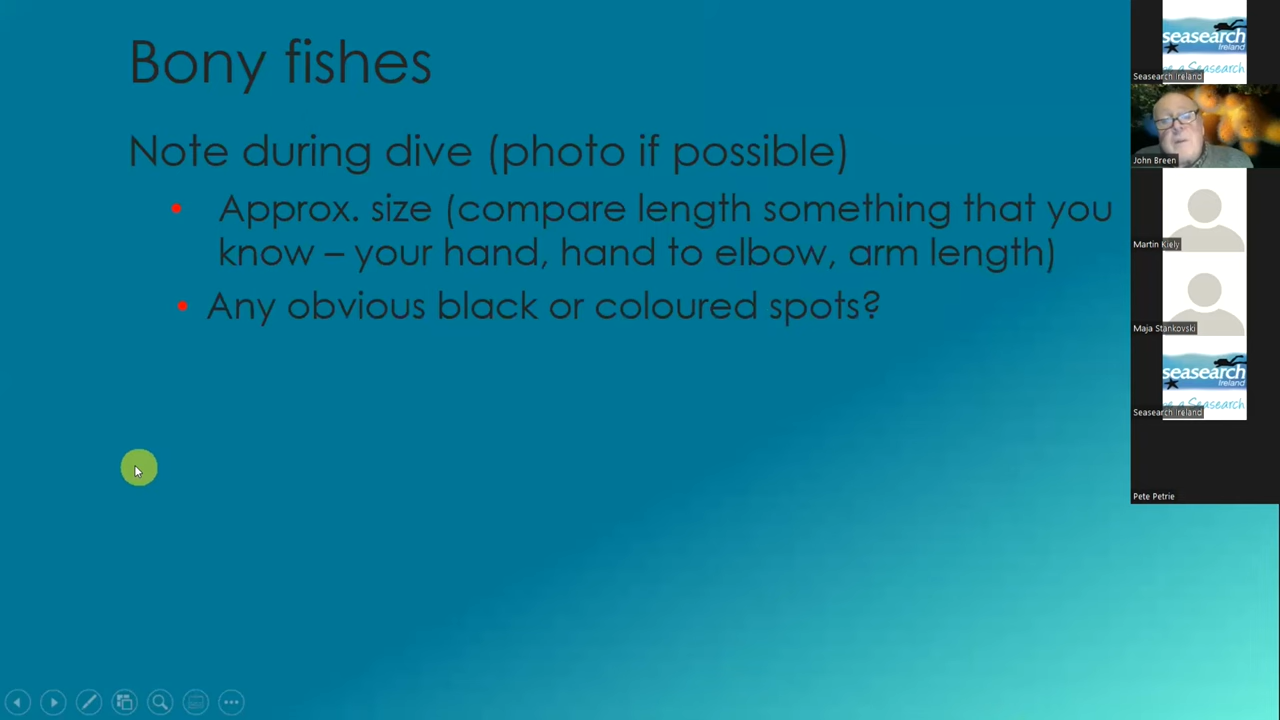 Bony fishes
Note during dive (photo if possible)
• Approx. size (compare length something that you
know – your hand, hand to elbow, arm length)
• Any obvious black or coloured spots?
seasearch
Ireland
Seasearch Ireland
a Seasearch
John Breen
Martin Kiely
Maja Stankovski
seasearch
Ireland
Seasearch Ireland
a Seasearch
Pete Petrie